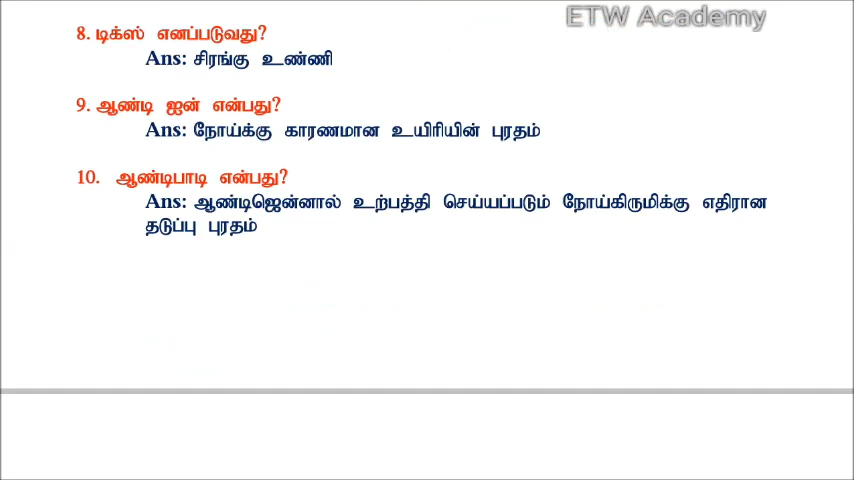 ETW Academy
8. டிக்ஸ் எனப்படுவது?
Ans: சிரங்கு உண்ணி
9. ஆண்டி ஐன் என்பது?
Ans: நோய்க்கு காரணமான உயிரியின் புரதம்
10. ஆண்டிபாடி என்பது?
Ans: ஆண்டிஜென்னால் உற்பத்தி செய்யப்படும் நோய்கிருமிக்கு எதிரான
தடுப்பு புரதம்